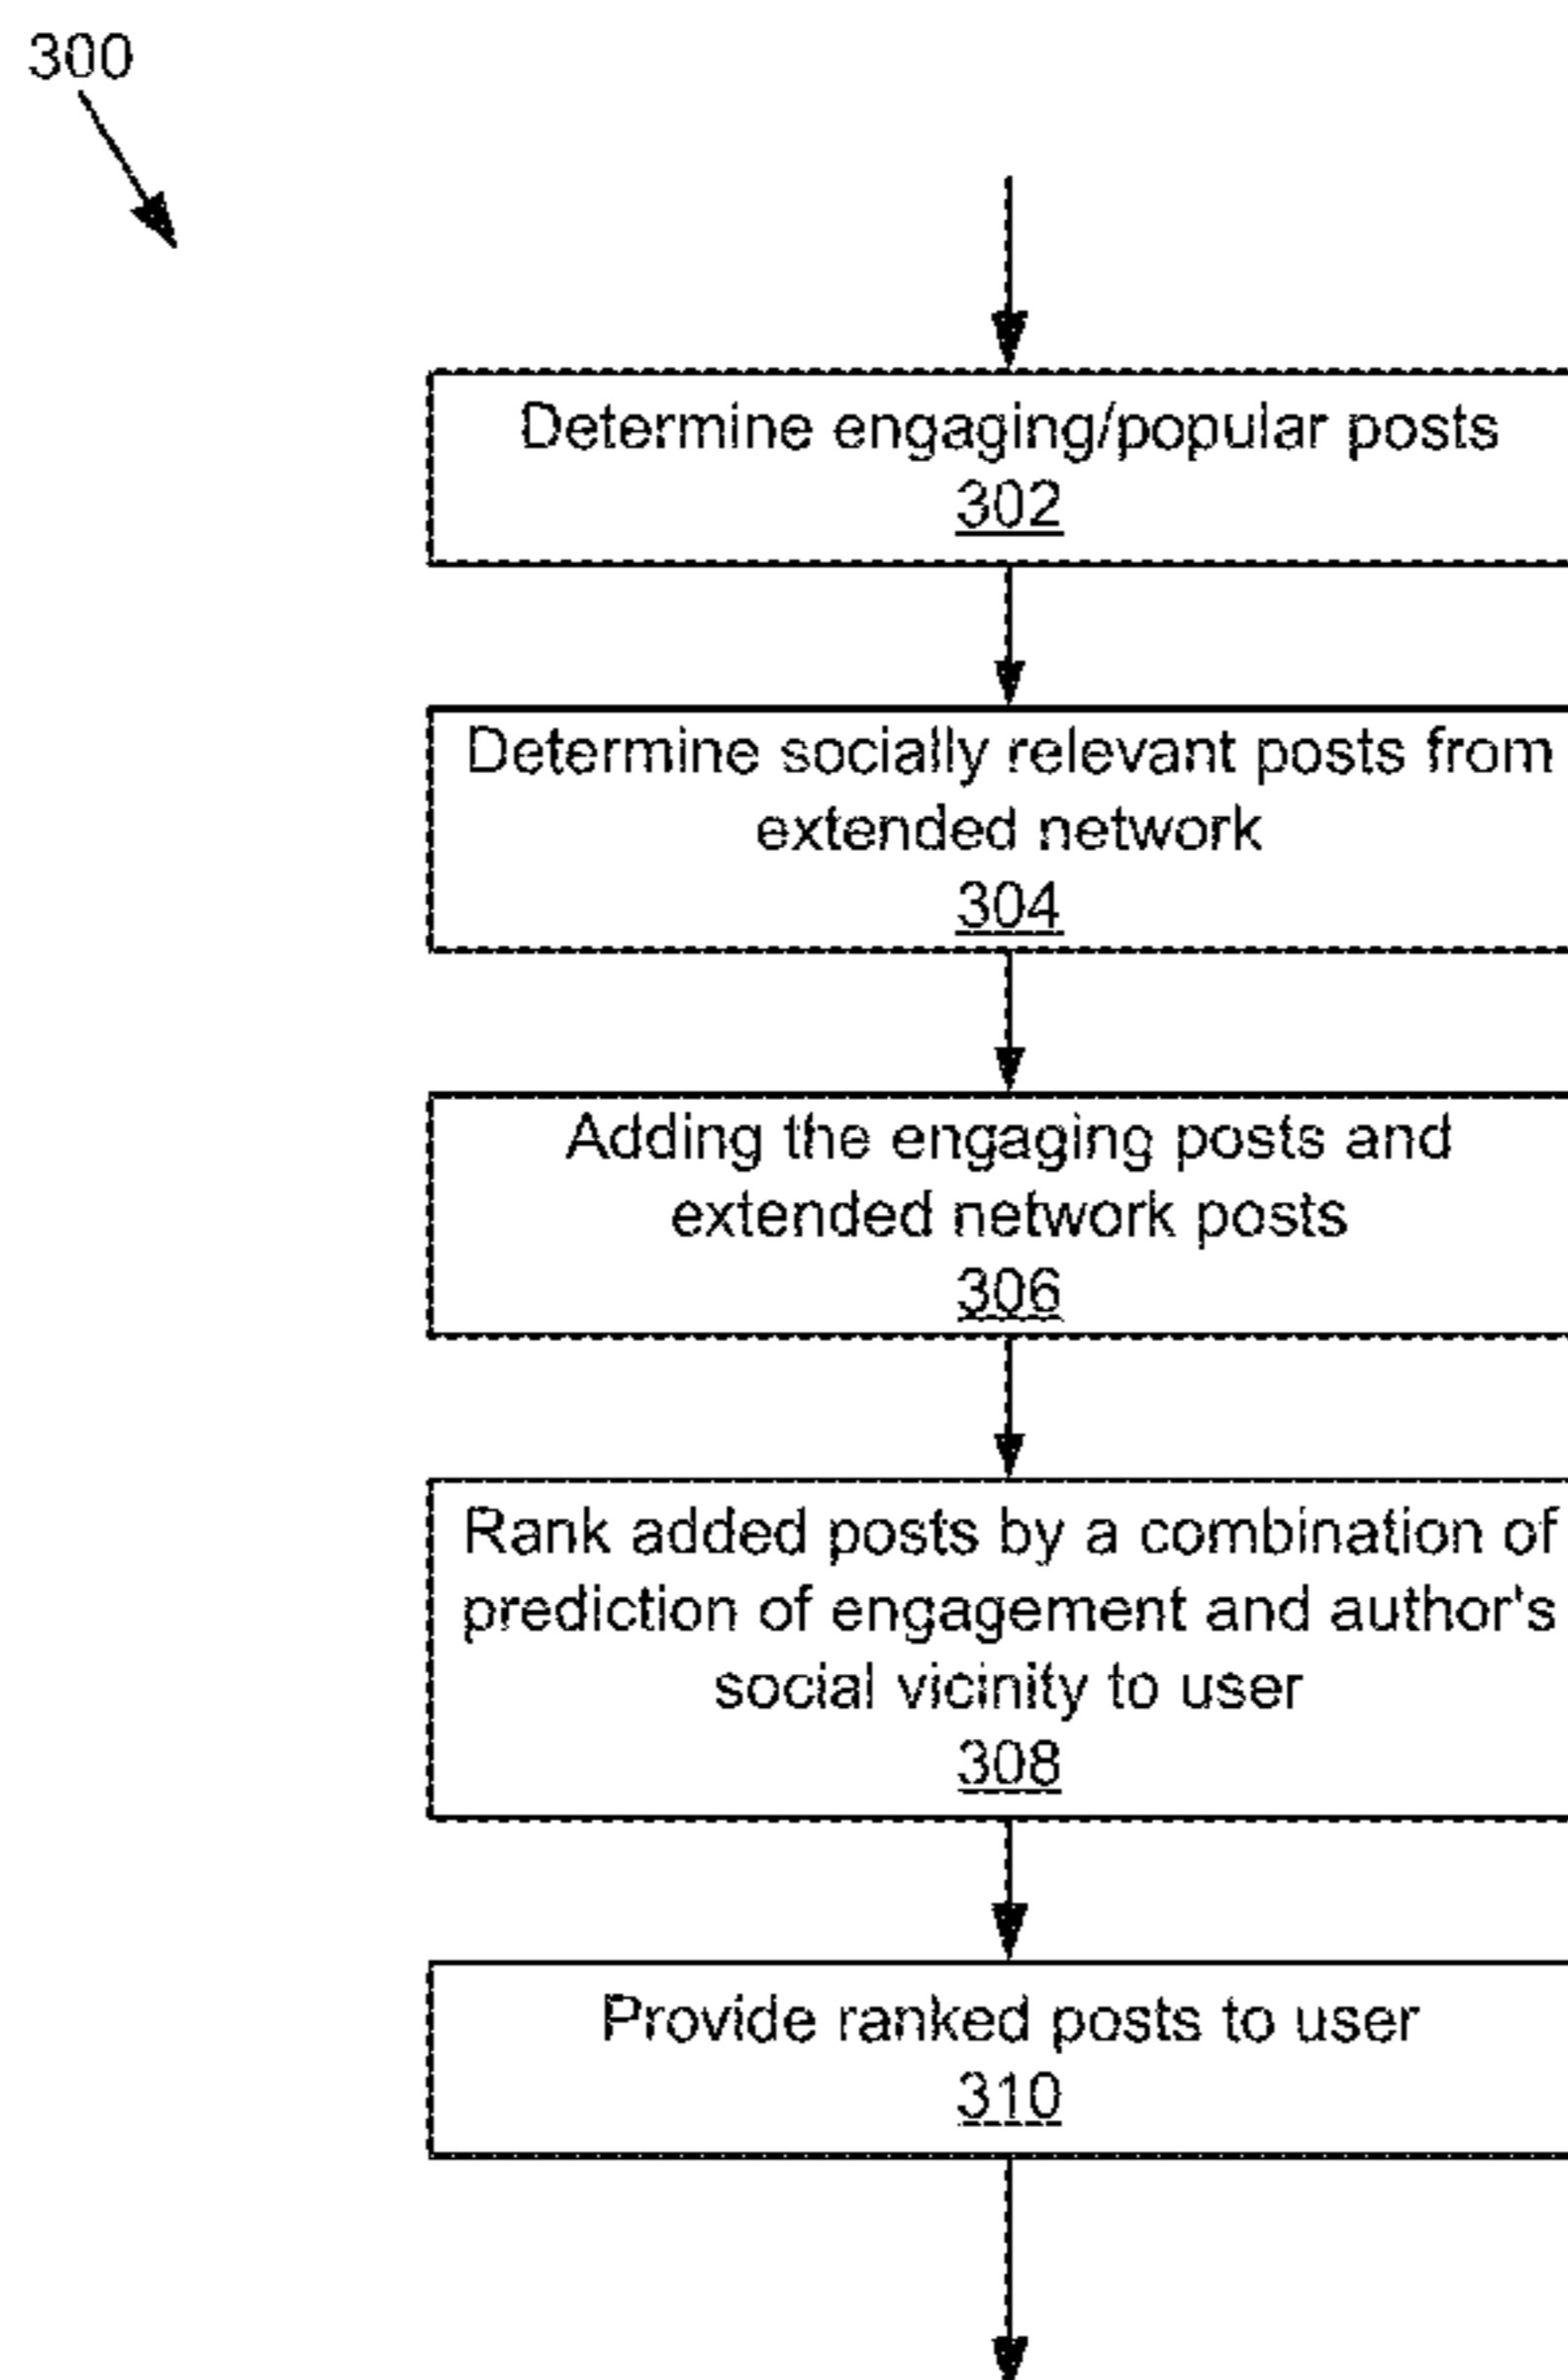 300
Determine engaging/popular posts
302
Determine socially relevant posts from
extended network
304
Adding the engaging posts and
extended network posts
306
Rank added posts by a combination of
prediction of engagement and author's
social vicinity to user
308
Provide ranked posts to user
310